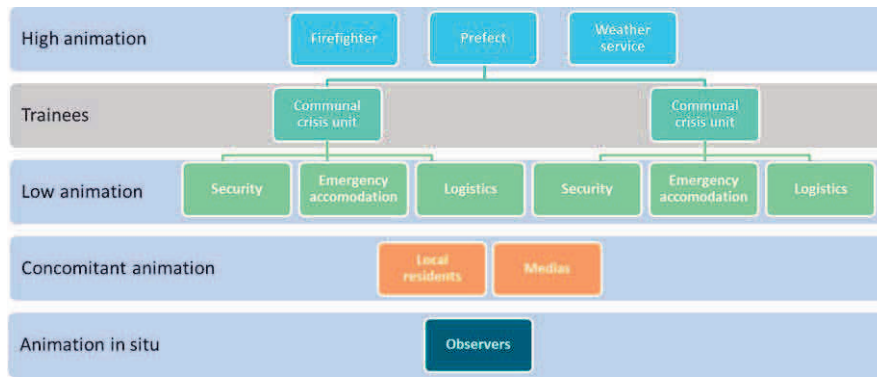 High animation
Firefighter
Prefect
Weather
service
Trainees
Communal
crisis unit
Communal
crisis unit
Low animation
Security
Emergency
accomodation
Logistics
Security
Emergency
accomodation
Logistics
Concomitant animation
Local
residents
Medias
Animation in situ
Observers